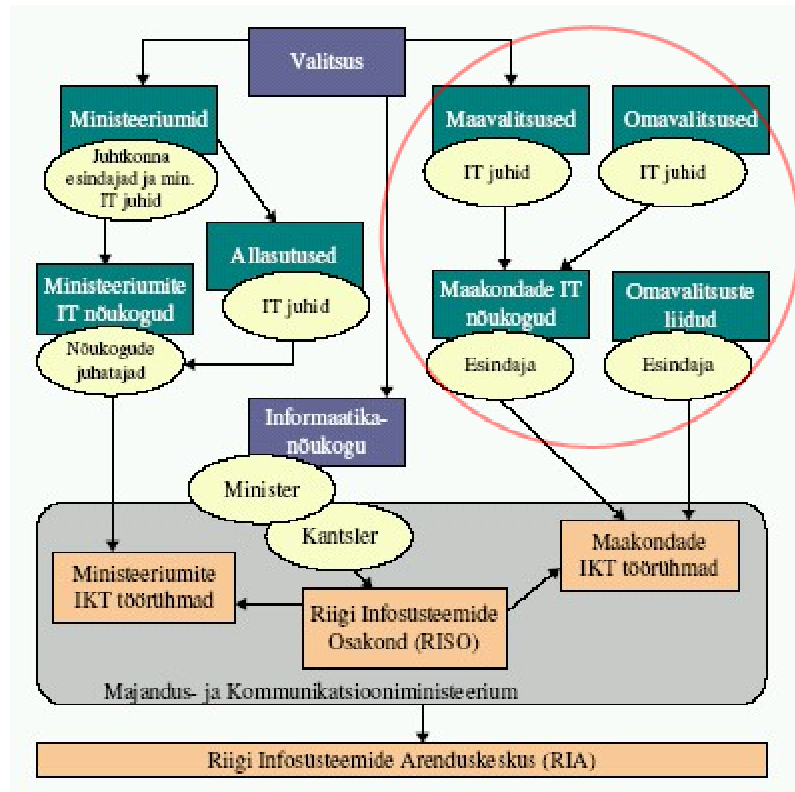 Valitsus
Ministeeriumid
Juhtkonna
esindajad ja min.
IT juhid
Maavalitsused
IT juhid
Omavalitsused
IT juhid
Allasutused
IT juhid
Ministeeriumite
IT nõukogud
Nõukogude
juhatajad
Maakondade IT
nõukogud
Esindaja
Omavalitsuste
liidud
Esindaja
Informaatika-
nõukogu
Minister
Kantsler
Ministeeriumite
IKT töörühmad
Riigi Infosüsteemide
Osakond (RISO)
Maakondade
IKT töörühmad
Majandus- ja Kommunikatsiooniministeerium
Riigi Infosüsteemide Arenduskeskus (RIA)